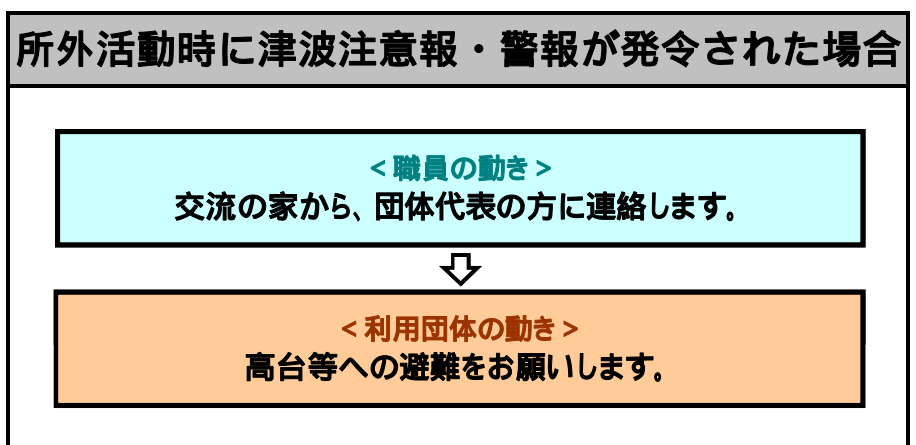 所外活動時に津波注意報・警報が発令された場合
<職員の動き>
交流の家から、団体代表の方に連絡します。
<利用団体の動き>
高台等への避難をお願いします。